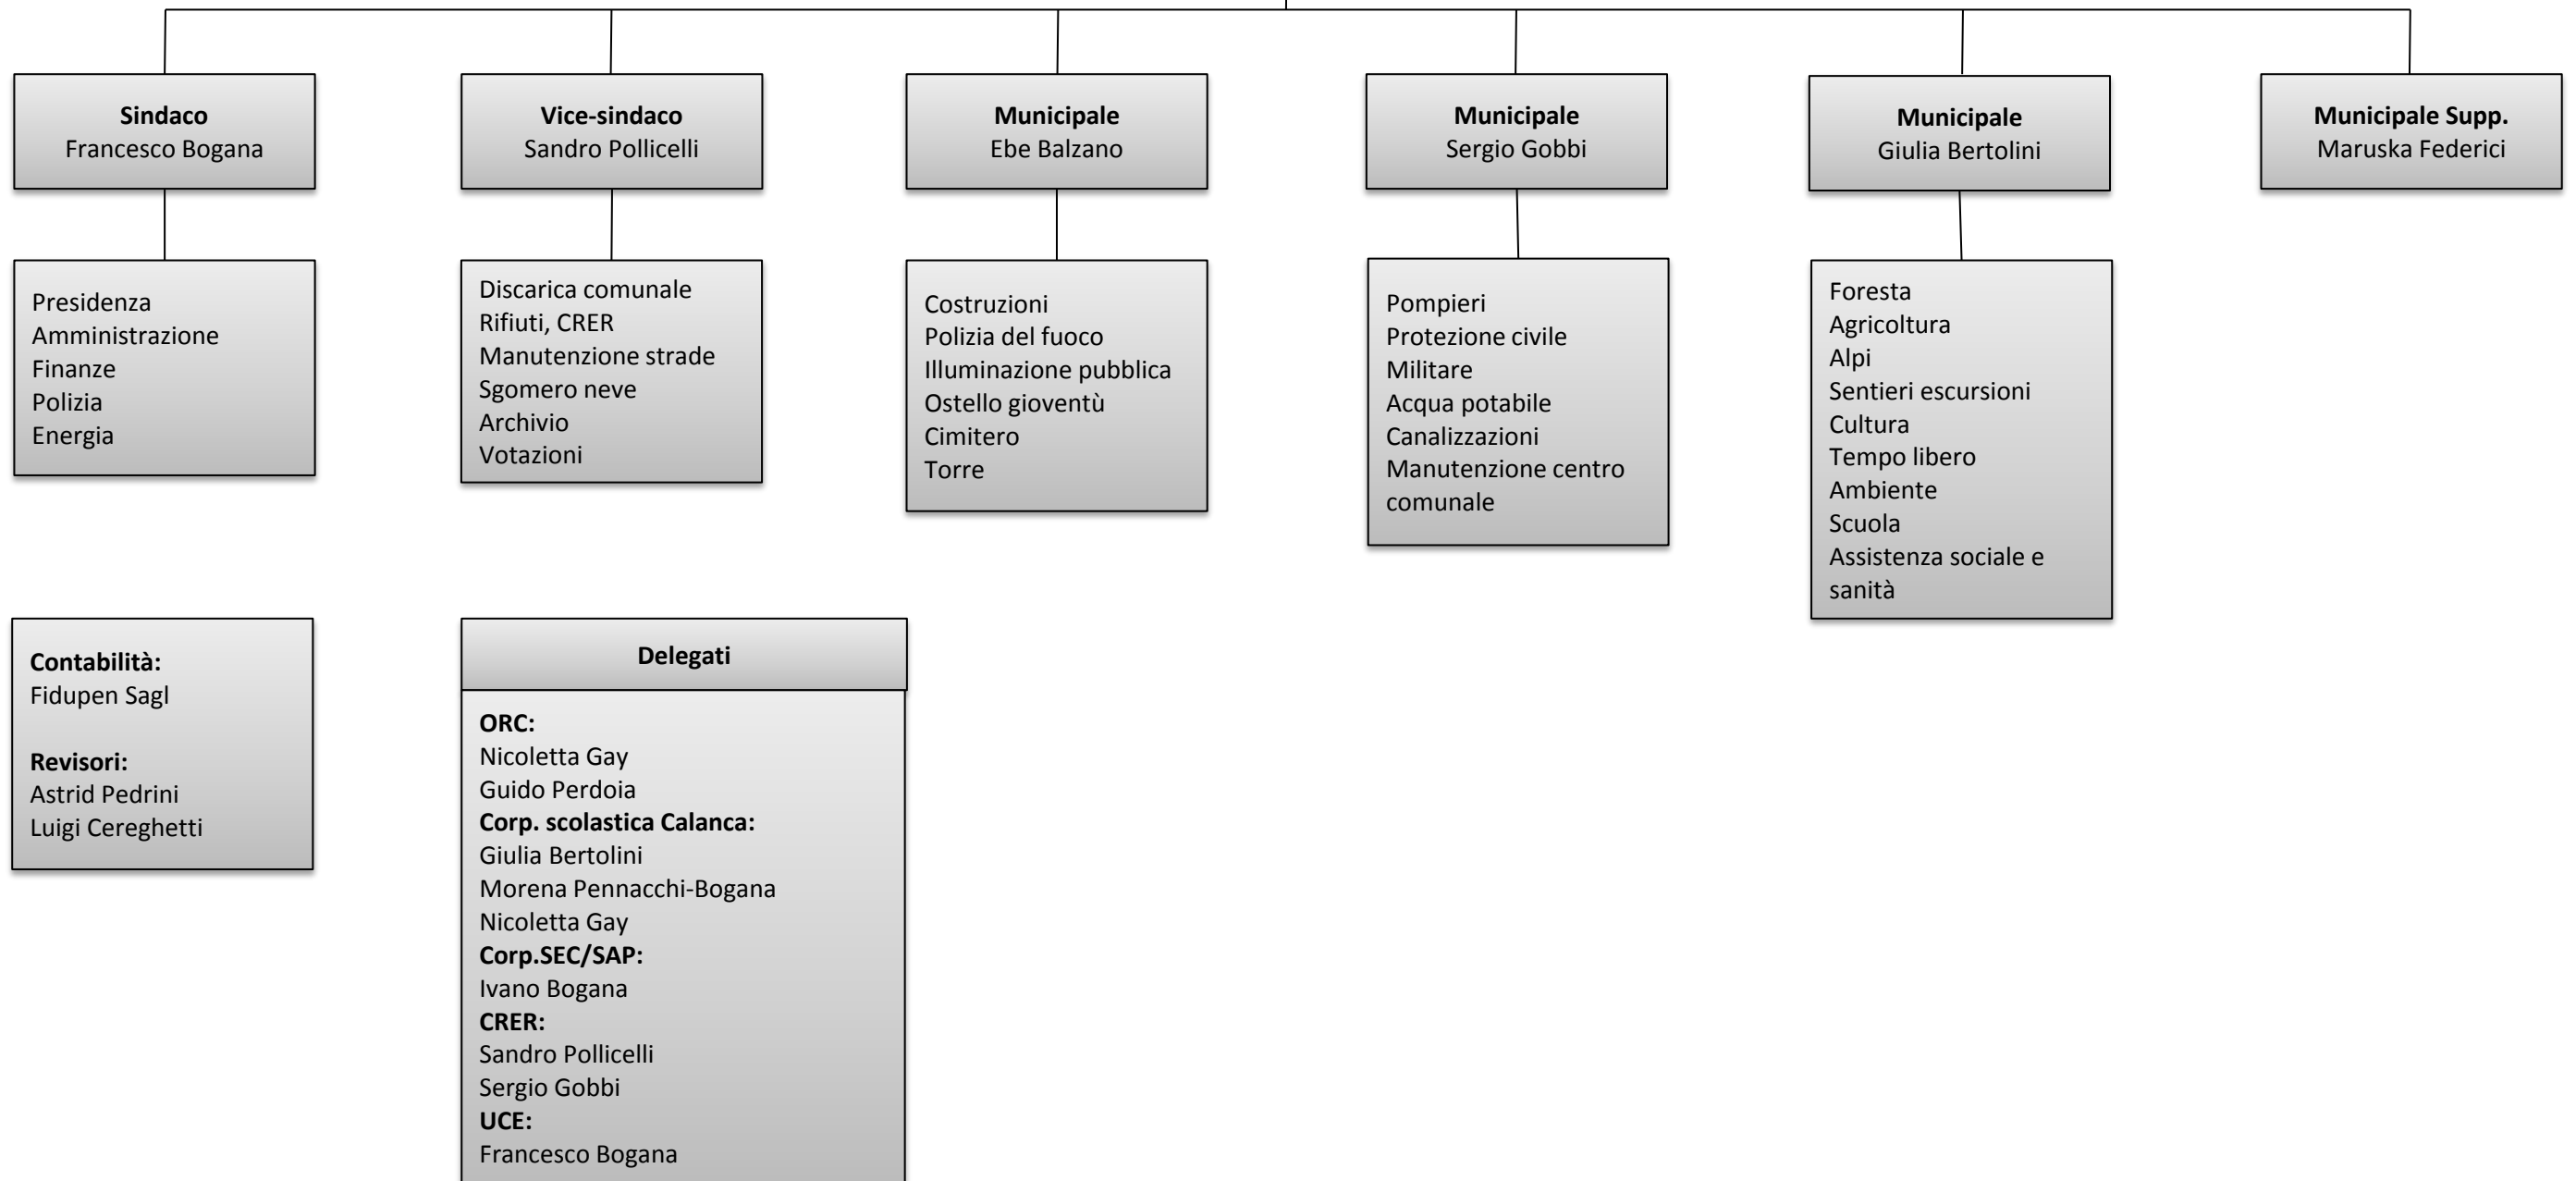 Sindaco
Francesco Bogana
Vice-sindaco
Sandro Pollicelli
Municipale
Ebe Balzano
Municipale
Sergio Gobbi
Municipale
Giulia Bertolini
Municipale Supp.
Maruska Federici
Presidenza
Amministrazione
Finanze
Polizia
Energia
Discarica comunale
Rifiuti, CRER
Manutenzione strade
Sgomero neve
Archivio
Votazioni
Costruzioni
Polizia del fuoco
Illuminazione pubblica
Ostello gioventù
Cimitero
Torre
Pompieri
Protezione civile
Militare
Acqua potabile
Canalizzazioni
Manutenzione centro
comunale
Foresta
Agricoltura
Alpi
Sentieri escursioni
Cultura
Tempo libero
Ambiente
Scuola
Assistenza sociale e
sanità
Contabilità:
Fidupen Sagl
Revisori:
Astrid Pedrini
Luigi Cereghetti
Delegati
ORC:
Nicoletta Gay
Guido Perdoia
Corp. scolastica Calanca:
Giulia Bertolini
Morena Pennacchi-Bogana
Nicoletta Gay
Corp.SEC/SAP:
Ivano Bogana
CRER:
Sandro Pollicelli
Sergio Gobbi
UCE:
Francesco Bogana